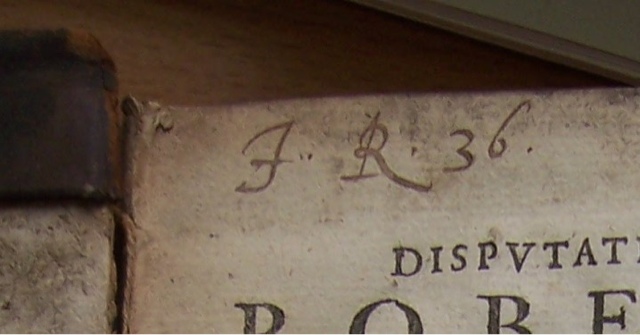 F. R. 36.
DISPVTATI
ROBE